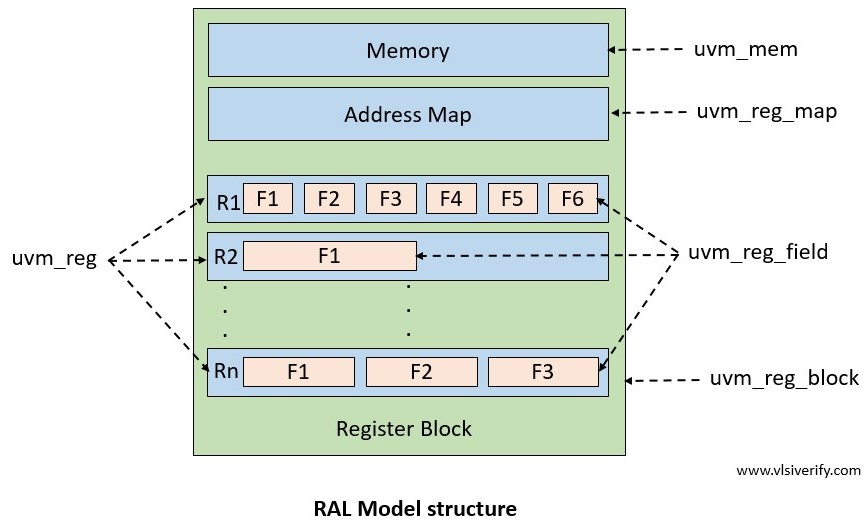 Memory
uvm_mem
Address Map
uvm_reg_map
R1 F1 F2 F3 F4 F5 F6
uvm_reg
R2 F1
uvm_reg_field
Rn F1 F2 F3
uvm_reg_block
Register Block
www.vlsiverify.com
RAL Model structure